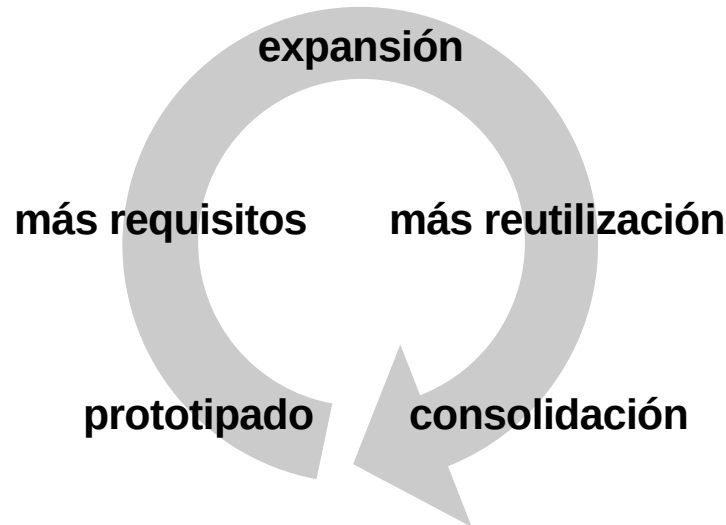 expansión
más requisitos
más reutilización
prototipado
consolidación